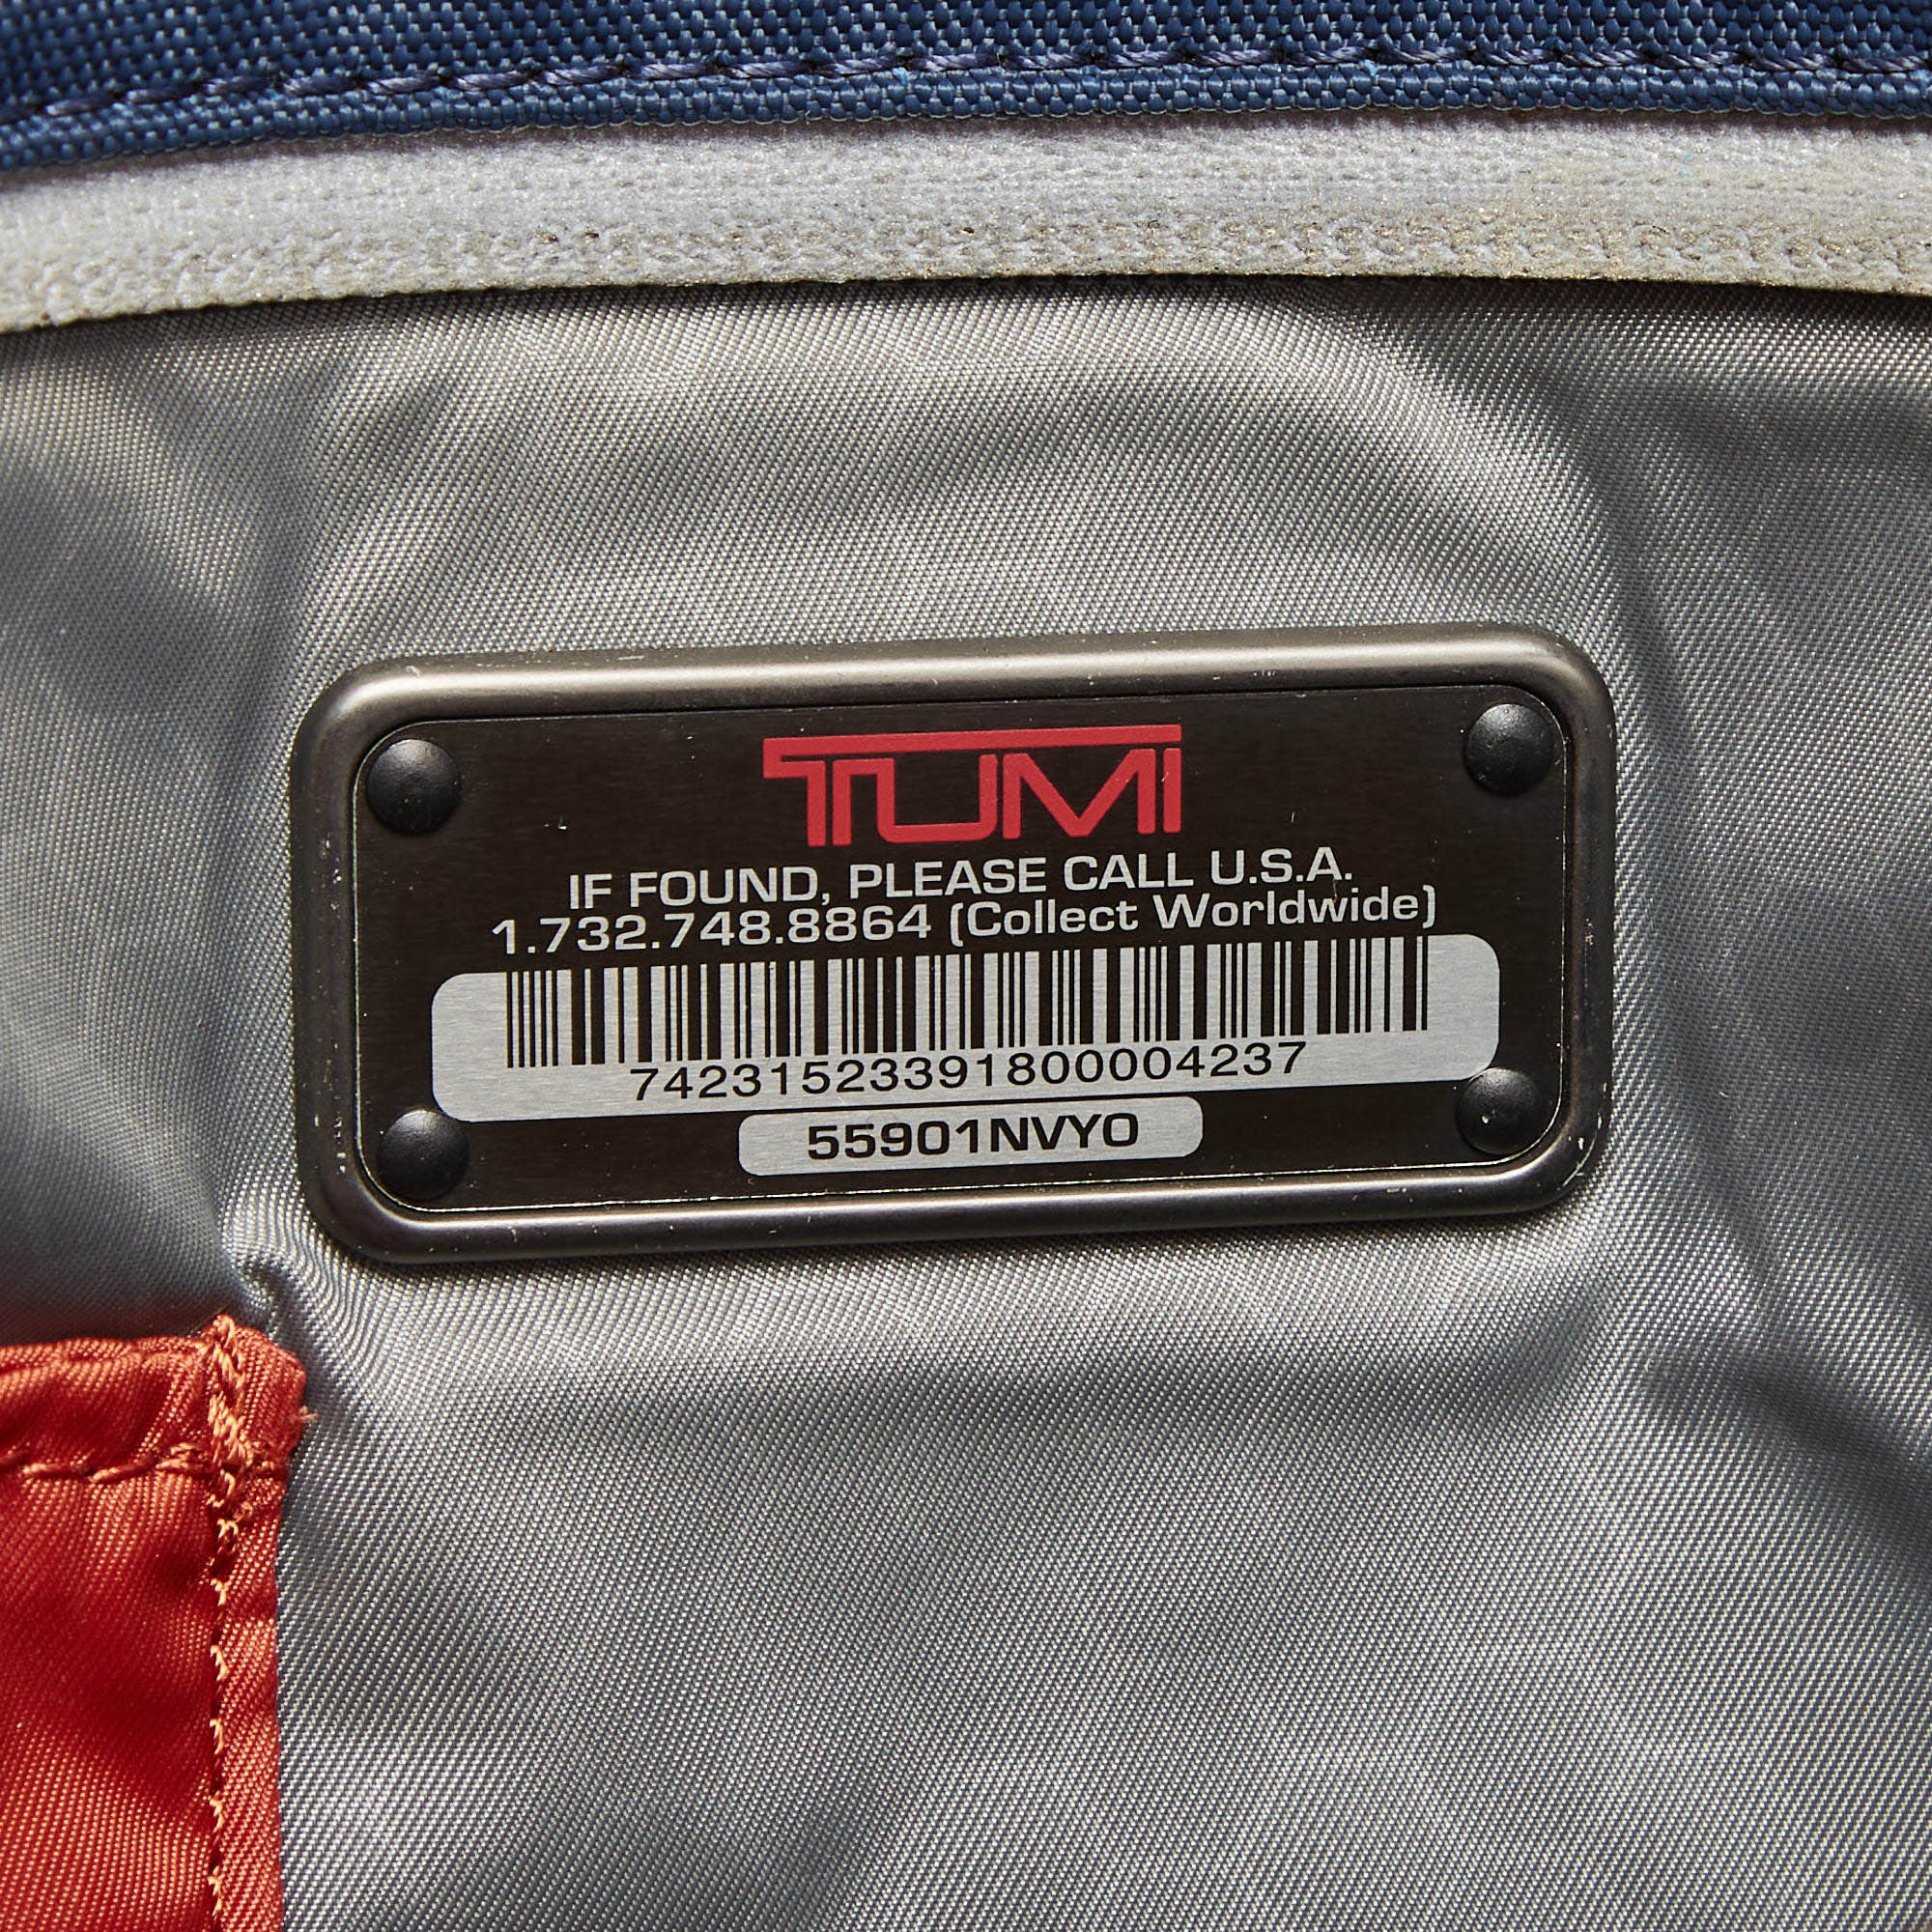 TUMI
IF FOUND, PLEASE CALL U.S.A.
1.732.748.8864 (Collect Worldwide)
74231523391800004237
55901NVYO